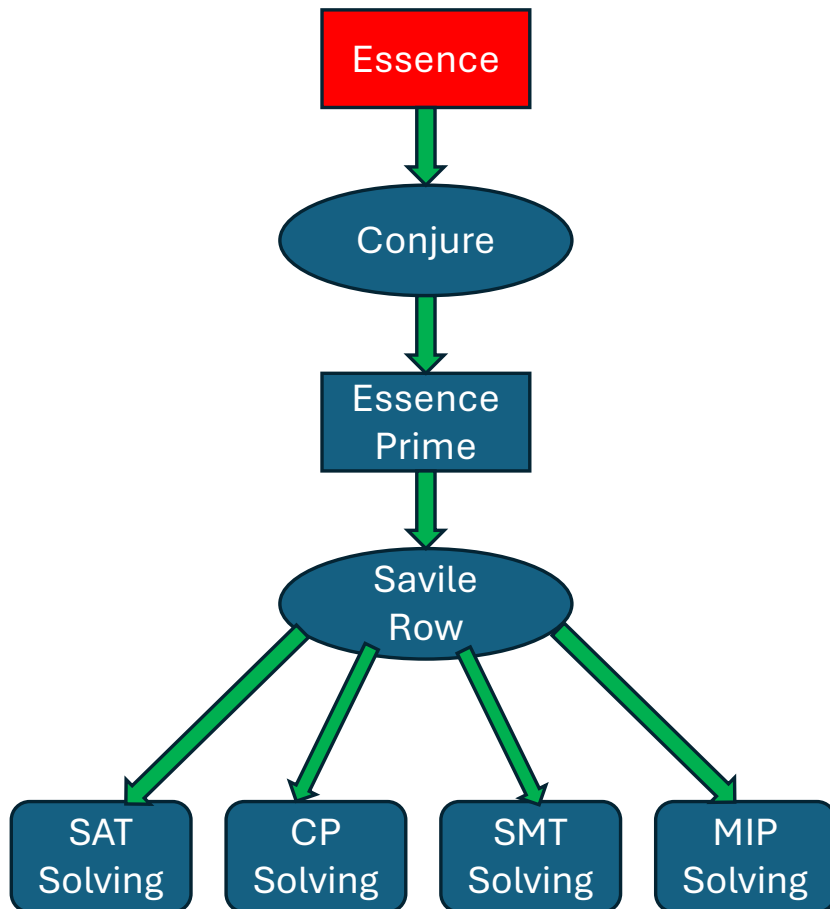 Essence
Conjure
Essence
Prime
Savile
Row
SAT
Solving
CP
Solving
SMT
Solving
MIP
Solving